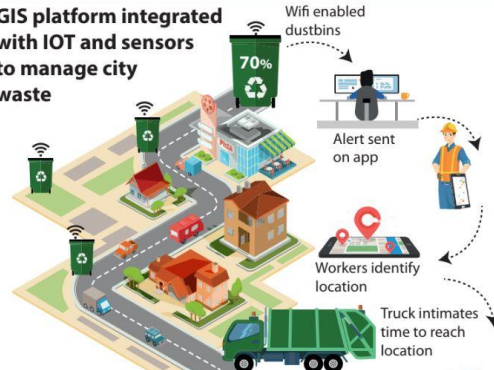 GIS platform integrated
with IOT and sensors
to manage city
waste
Wifi enabled
dustbins
70%
Alert sent
on app
PIZZA
Workers identify
location
Truck intimates
time to reach
location